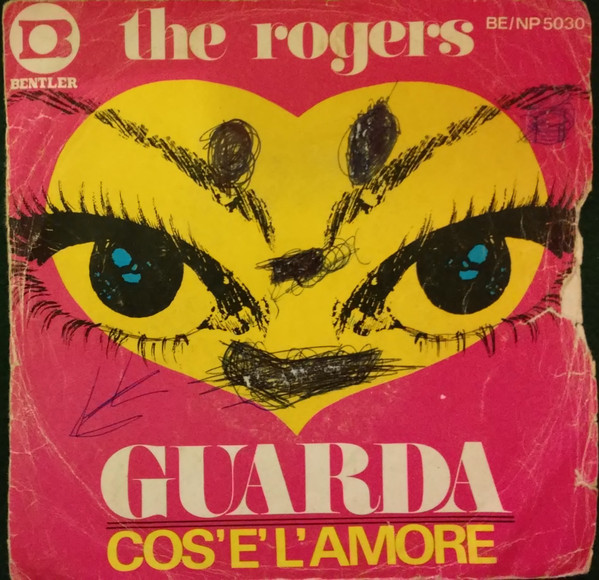 the rogers
BE/NP 5030
BENTLER
GUARDA
COS'E' L'AMORE